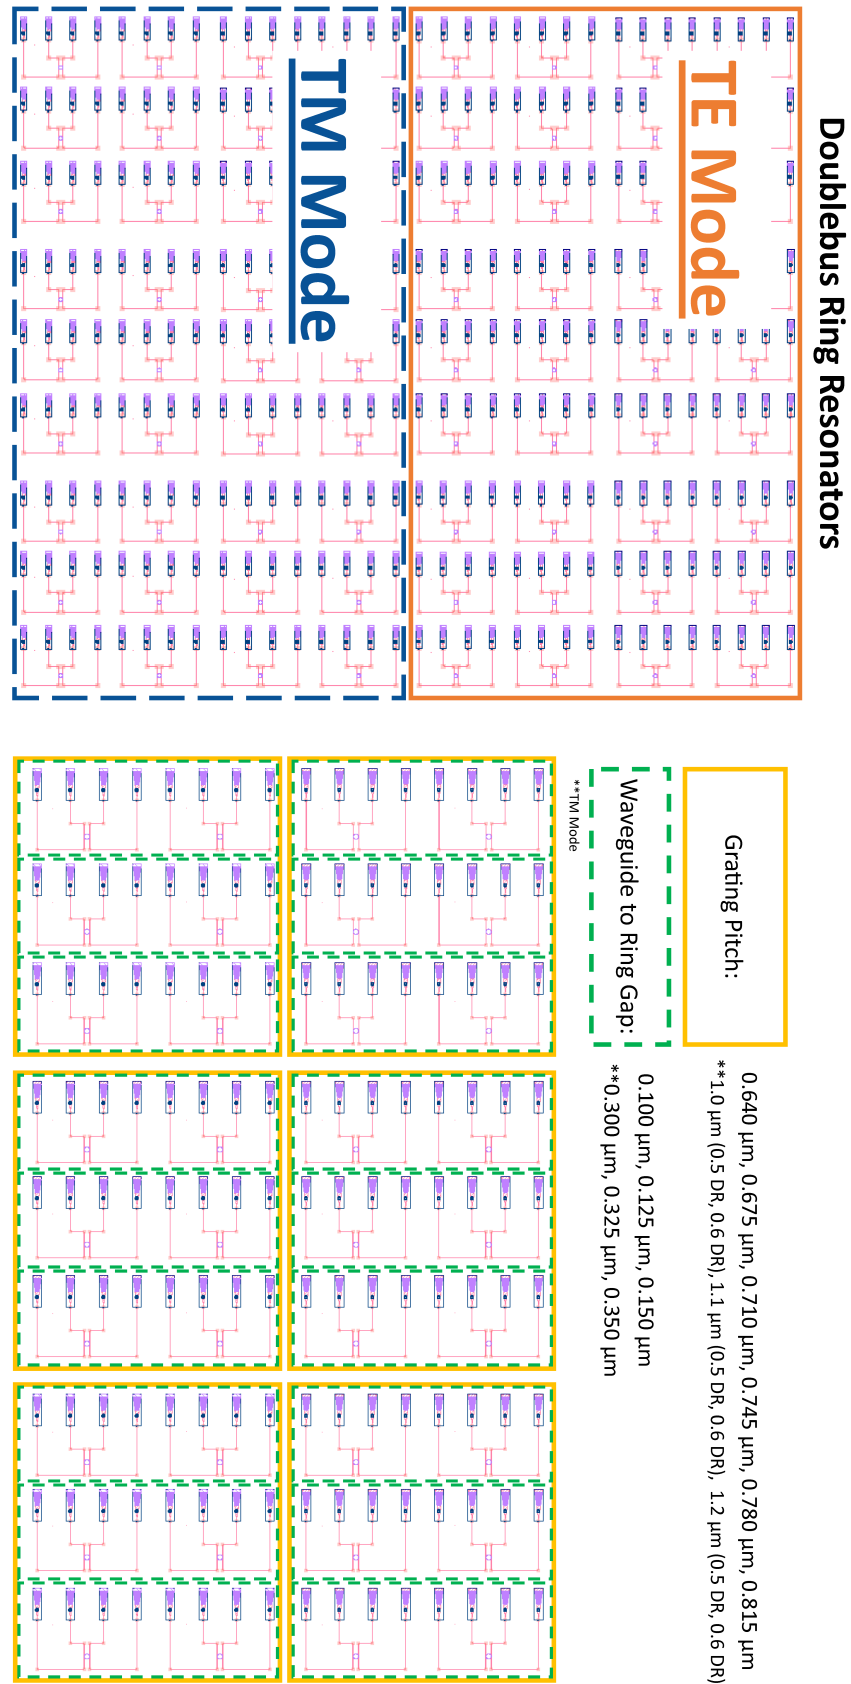 Doublebus Ring Resonators
TM Mode
TE Mode
Grating Pitch:
0.640 μm, 0.675 μm, 0.710 μm, 0.745 μm, 0.780 μm, 0.815 μm
**1.0 μm (0.5 DR, 0.6 DR), 1.1 μm (0.5 DR, 0.6 DR), 1.2 μm (0.5 DR, 0.6 DR)
Waveguide to Ring Gap:
0.100 μm, 0.125 μm, 0.150 μm
**0.300 μm, 0.325 μm, 0.350 μm
**TM Mode